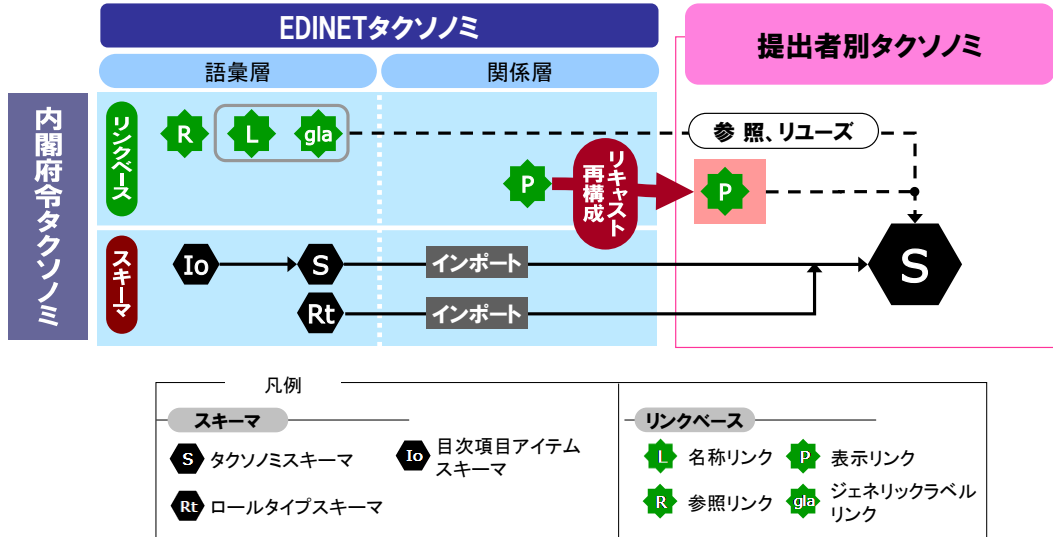 EDINETタクソノミ
提出者別タクソノミ
語彙層
関係層
内閣府令タクソノミ
リンクベース
R
L
gla
参 照、リユーズ
P
リキャスト
再構成
P
スキーマ
Io
S
インポート
S
Rt
インポート
凡例
スキーマ
リンクベース
S タクソノミスキーマ
Io 目次項目アイテム
スキーマ
L 名称リンク
P 表示リンク
Rt ロールタイプスキーマ
R 参照リンク
gla ジェネリックラベル
リンク